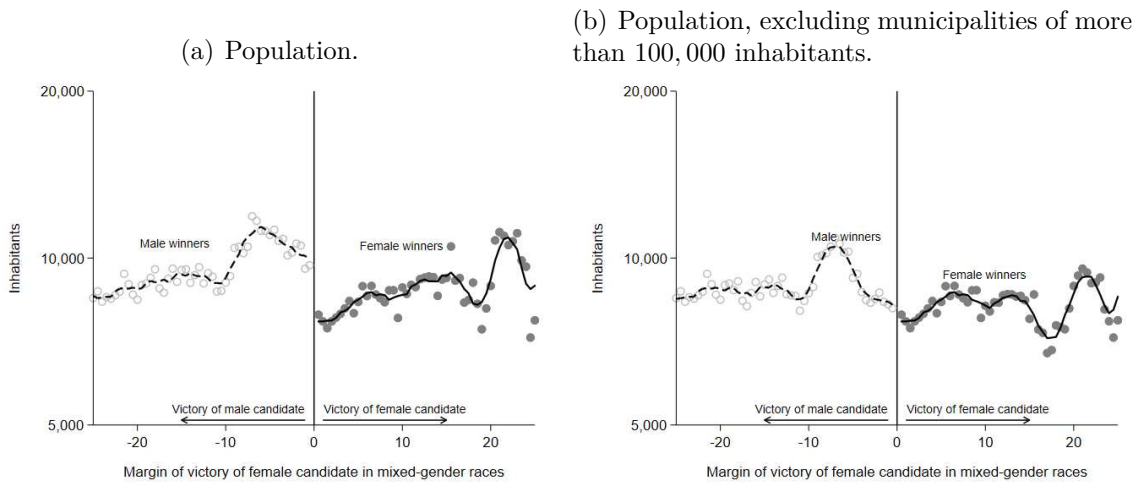 (a) Population.
(b) Population, excluding municipalities of more
than 100, 000 inhabitants.
20,000
10,000
5,000
Inhabitants
Male winners
Female winners
Victory of male candidate
Victory of female candidate
-20
-10
0
10
20
Margin of victory of female candidate in mixed-gender races
20,000
10,000
5,000
Inhabitants
Male winners
Female winners
Victory of male candidate
Victory of female candidate
-20
-10
0
10
20
Margin of victory of female candidate in mixed-gender races